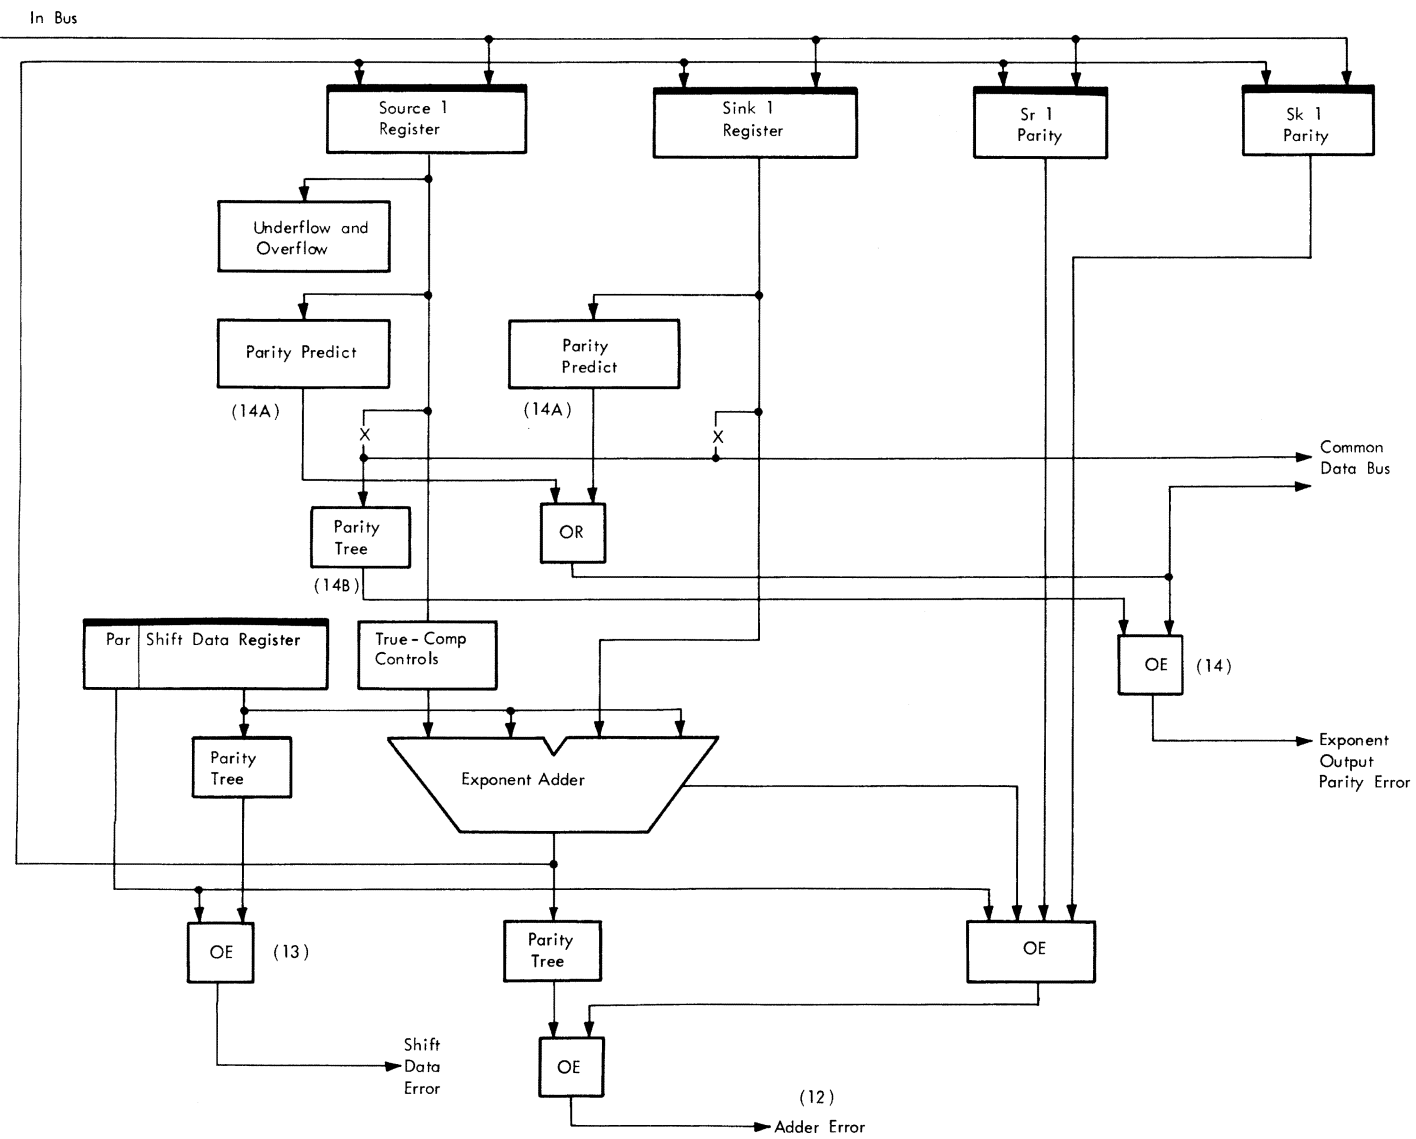 In Bus
Source 1
Register
Sink 1
Register
Sr 1
Parity
Sk 1
Parity
Underflow and
Overflow
Parity Predict
(14A)
Parity
Predict
(14A)
X
X
Common
Data Bus
Parity
Tree
(14B)
OR
Par
Shift Data Register
True-Comp
Controls
OE
(14)
Exponent
Output
Parity Error
Parity
Tree
Exponent Adder
OE
(13)
Parity
Tree
OE
Shift
Data
Error
OE
(12)
Adder Error